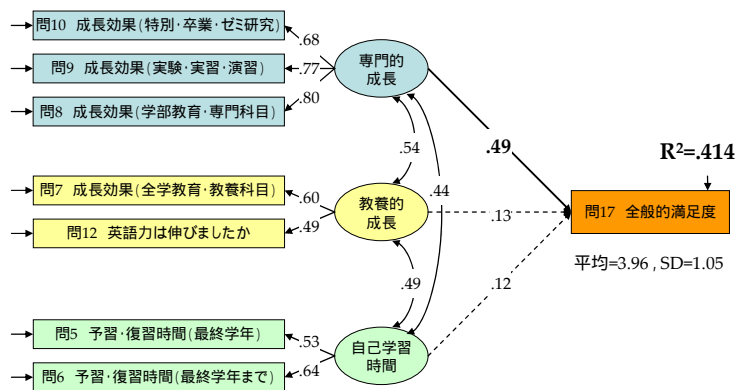 問10 成長効果(特別･卒業･ゼミ研究)
問9 成長効果(実験･実習･演習)
問8 成長効果(学部教育･専門科目)
.68
.77
.80
専門的
成長
.54
.44
.49
R²=.414
問7 成長効果(全学教育･教養科目)
問12 英語力は伸びましたか
.60
.49
教養的
成長
.13
問17 全般的満足度
平均=3.96 , SD=1.05
.49
.12
問5 予習･復習時間(最終学年)
問6 予習･復習時間(最終学年まで)
.53
.64
自己学習
時間